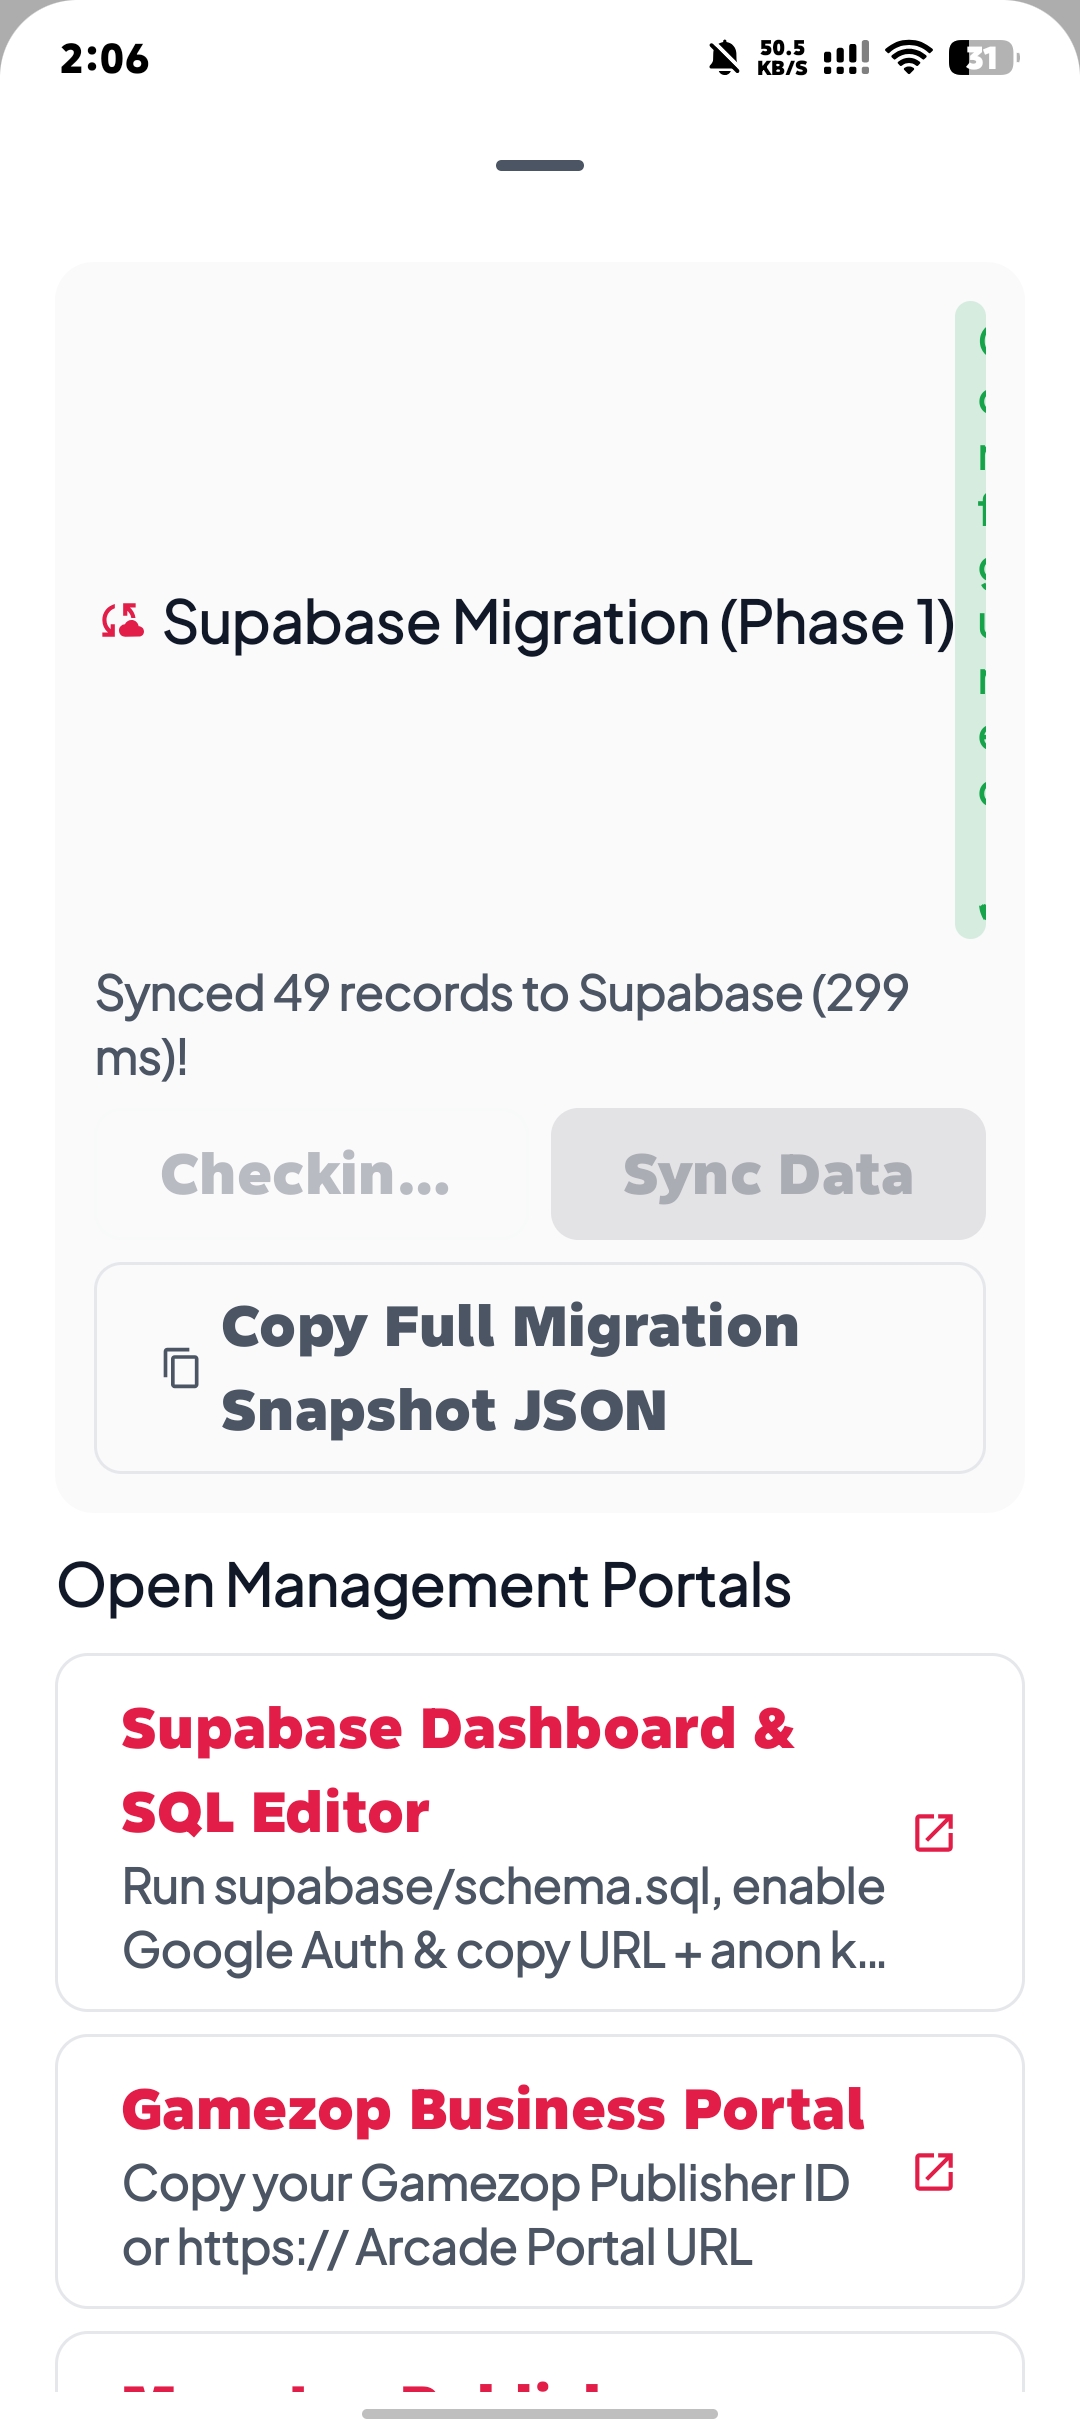 2:06
50.5
KB/S
31
Supabase Migration (Phase 1)
Synced 49 records to Supabase (299
ms)!
Checkin...
Sync Data
Copy Full Migration
Snapshot JSON
Open Management Portals
Supabase Dashboard &
SQL Editor
Run supabase/schema.sql, enable
Google Auth & copy URL + anon k...
Gamezop Business Portal
Copy your Gamezop Publisher ID
or https:// Arcade Portal URL